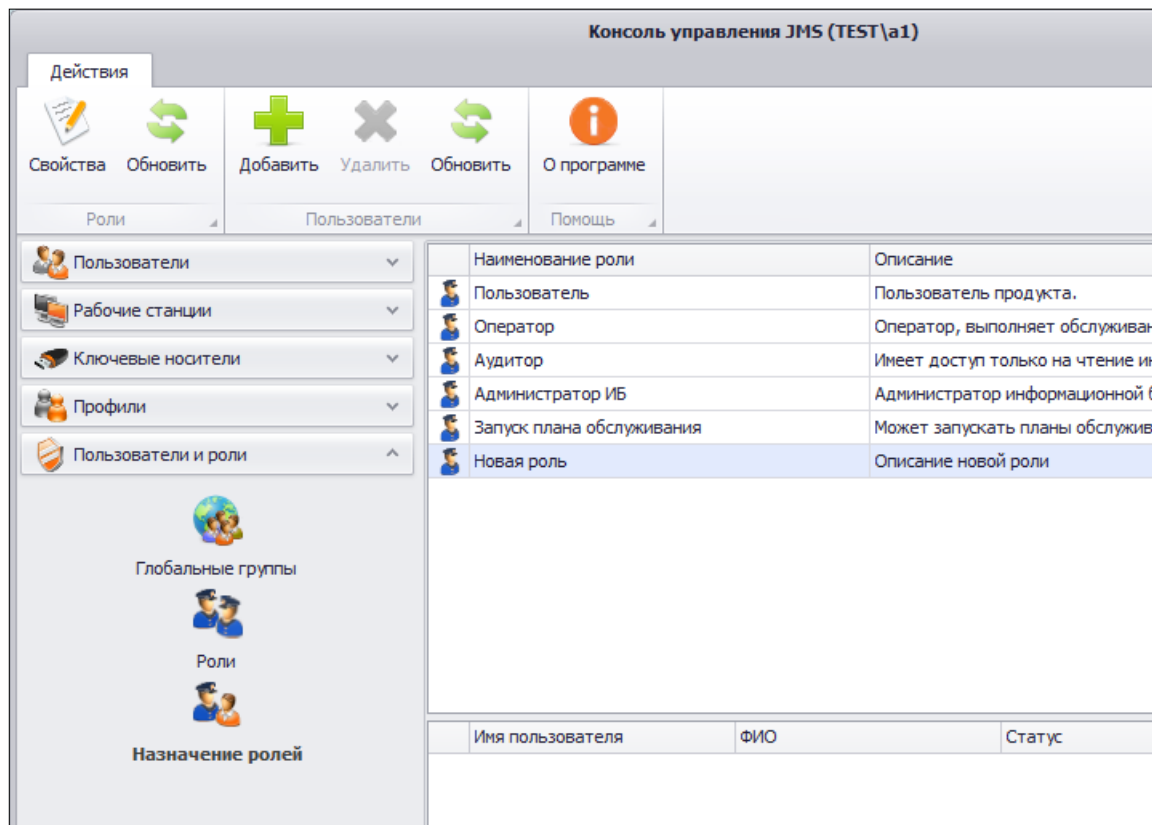 Консоль управления JMS (TEST\a1)
Действия
Свойства Обновить Добавить Удалить Обновить О программе
Роли Пользователи Помощь
Пользователи
Рабочие станции
Ключевые носители
Профили
Пользователи и роли
Глобальные группы
Роли
Назначение ролей
Наименование роли Описание
Пользователь Пользователь продукта.
Оператор Оператор, выполняет обслуживан
Аудитор Имеет доступ только на чтение ин
Администратор ИБ Администратор информационной б
Запуск плана обслуживания Может запускать планы обслужив
Новая роль Описание новой роли
Имя пользователя ФИО Статус